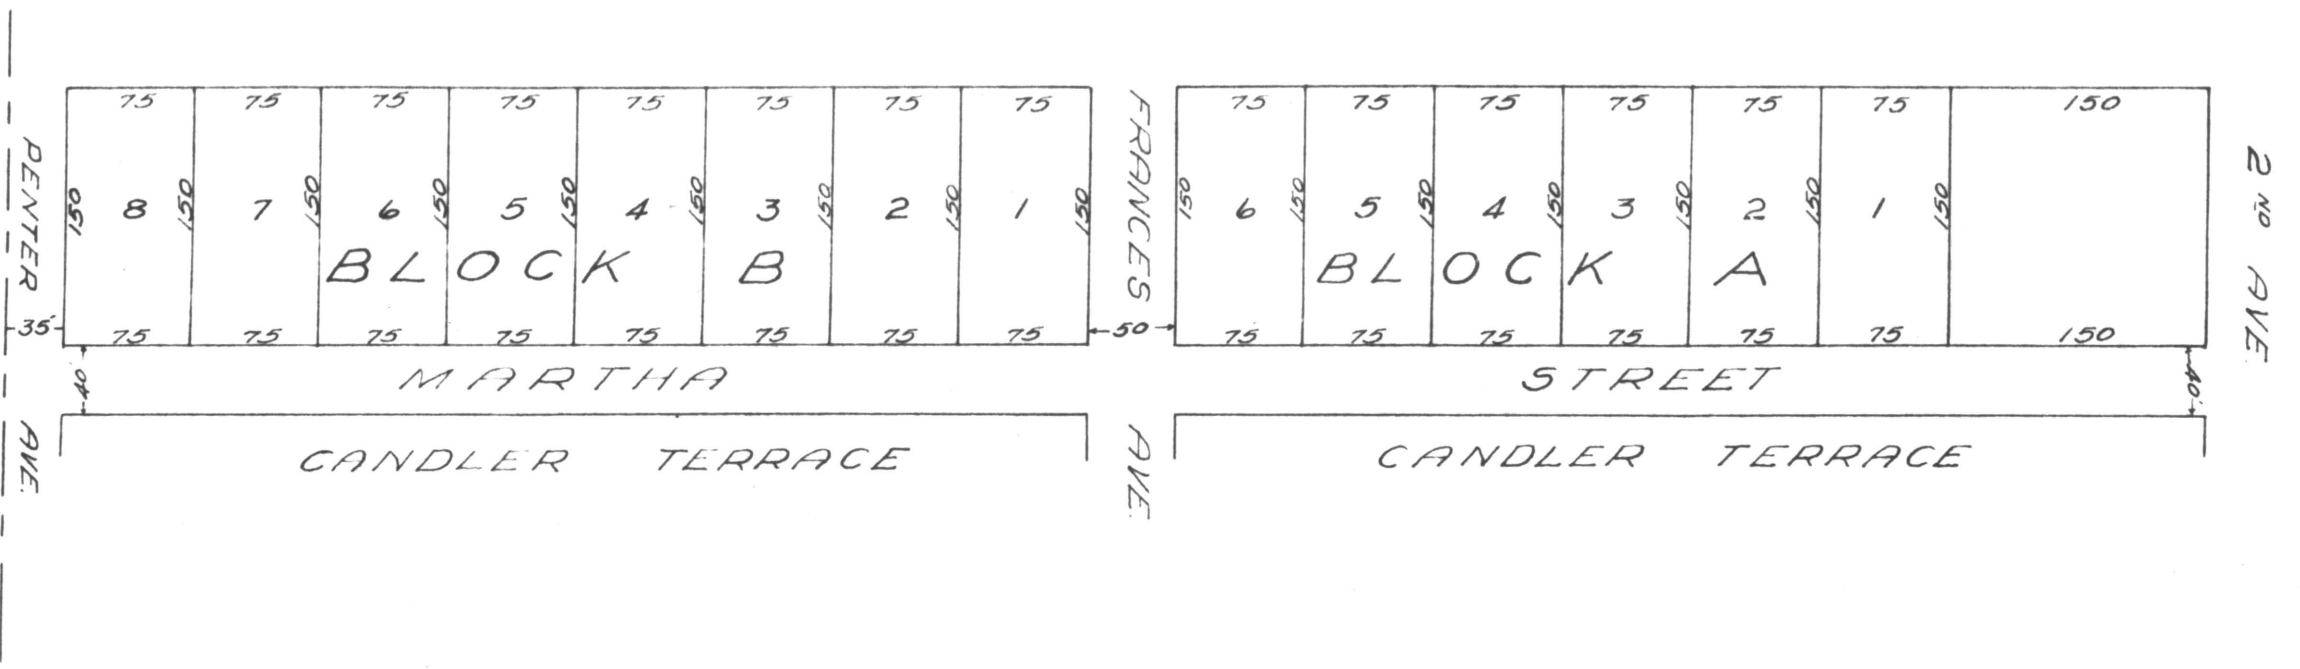 75 75 75 75 75 75 75 75 75 75 75 75 75 75 150
PENTER
150 8 150 7 150 6 150 5 150 4 150 3 150 2 150 1 150
FRANCES
150 6 150 5 150 4 150 3 150 2 150 1 150
2ND AVE.
BLOCK B
BLOCK A
35' 75 75 75 75 75 75 75 75 50 75 75 75 75 75 75 150
40' MARTHA STREET 40'
AVE. CANDLER TERRACE AVE. CANDLER TERRACE